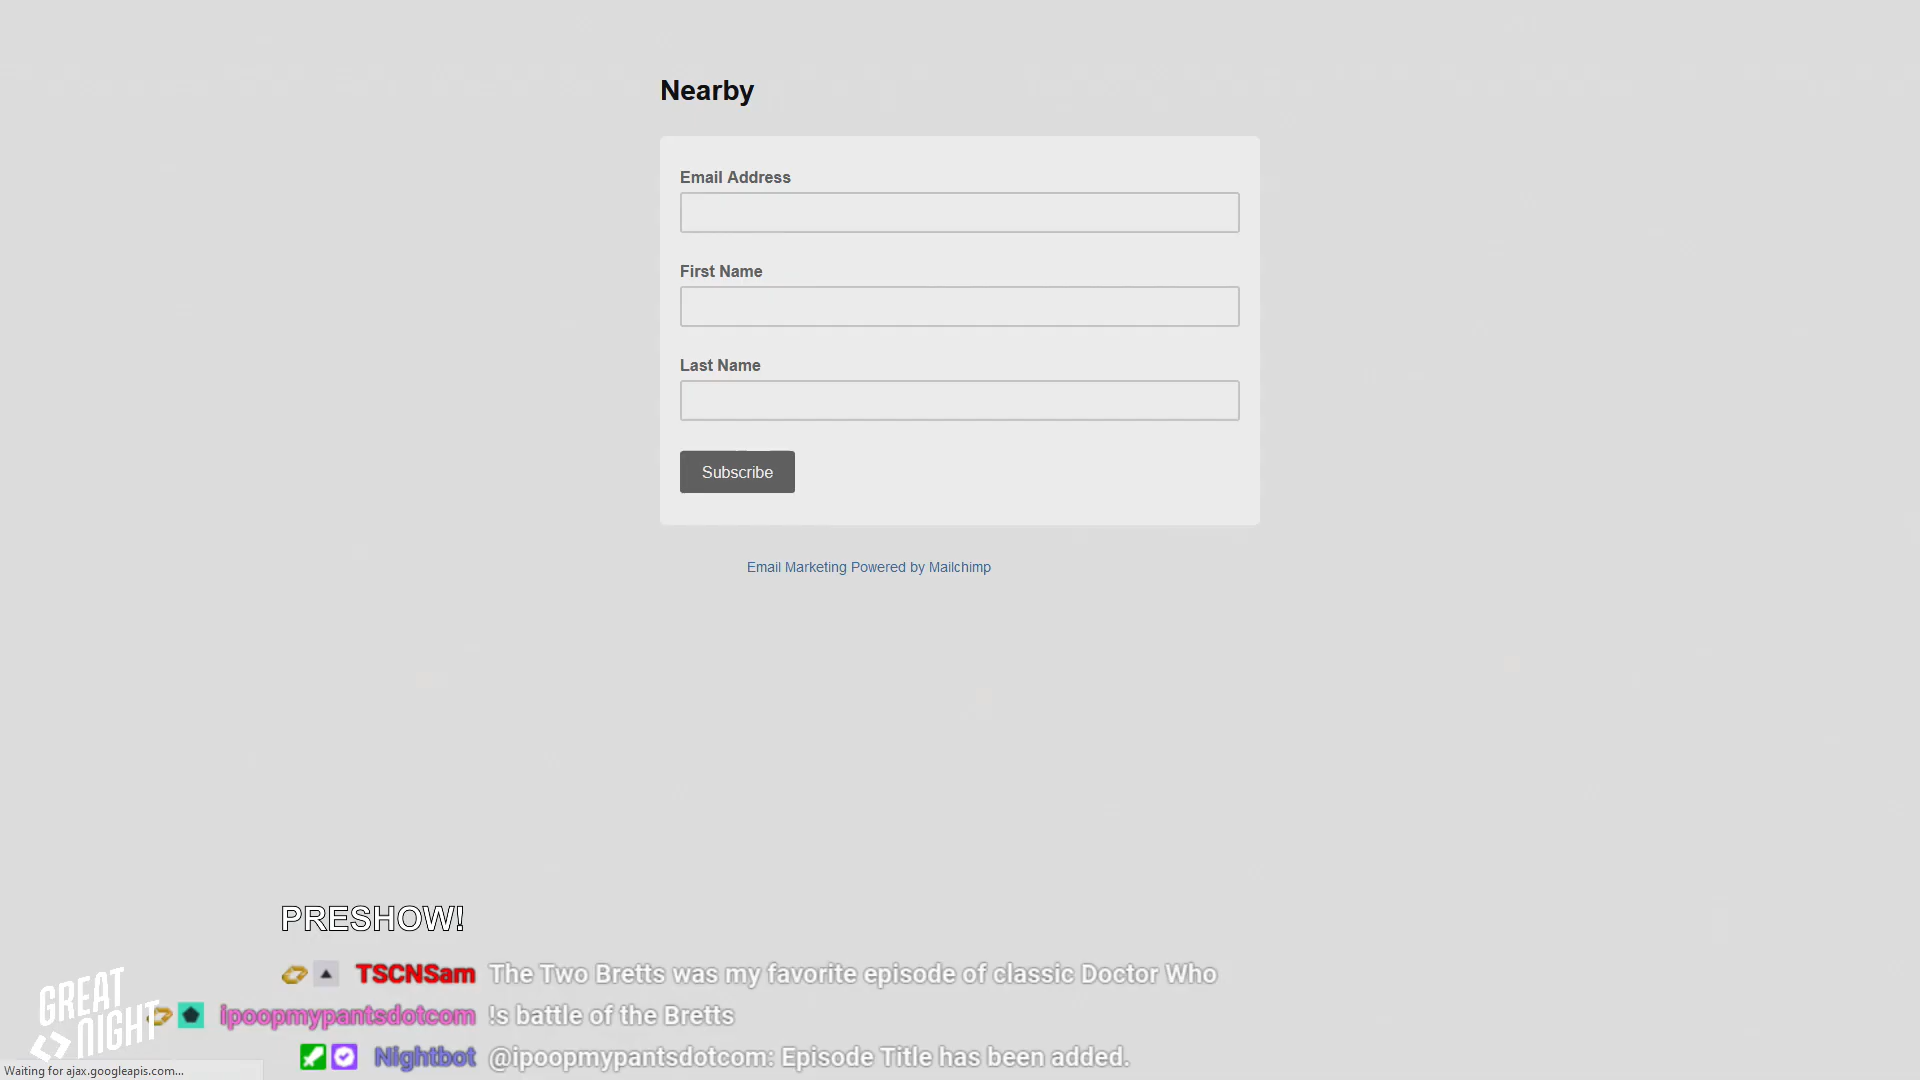 Nearby
Email Address
First Name
Last Name
Subscribe
Email Marketing Powered by Mailchimp
PRESHOW!
TSCNSam The Two Bretts was my favorite episode of classic Doctor Who
ipoopmypantsdotcom !s battle of the Bretts
Nightbot @ipoopmypantsdotcom: Episode Title has been added.
GREAT
NIGHT
Waiting for ajax.googleapis.com...